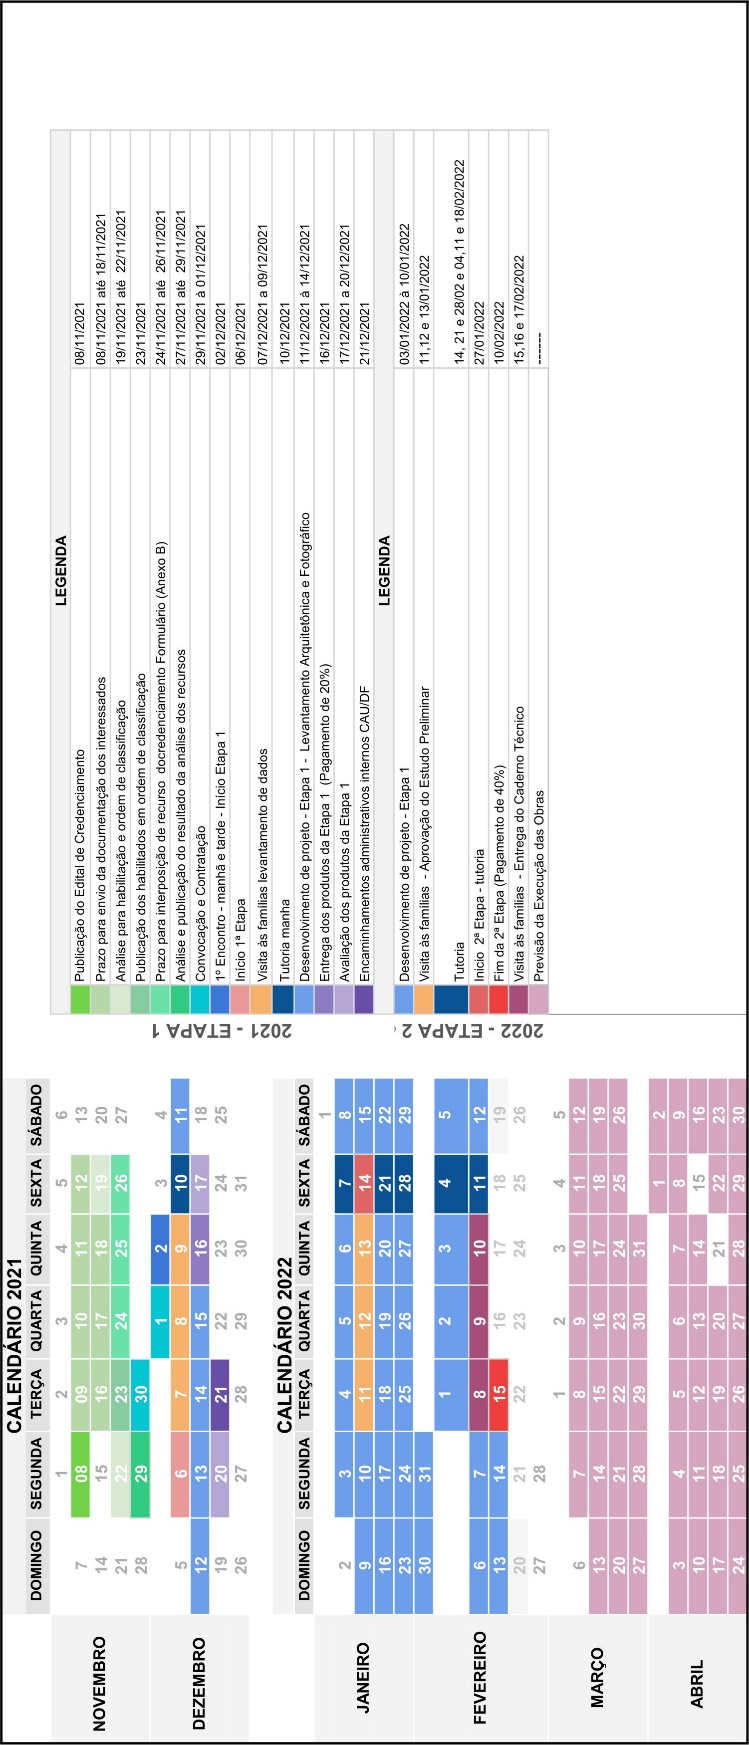 CALENDÁRIO 2021
DOMINGO SEGUNDA TERÇA QUARTA QUINTA SEXTA SÁBADO
NOVEMBRO
1 2 3 4 5 6
7 08 09 10 11 12 13
14 15 16 17 18 19 20
21 22 23 24 25 26 27
28 29 30
DEZEMBRO
1 2 3 4
5 6 7 8 9 10 11
12 13 14 15 16 17 18
19 20 21 22 23 24 25
26 27 28 29 30 31
CALENDÁRIO 2022
DOMINGO SEGUNDA TERÇA QUARTA QUINTA SEXTA SÁBADO
JANEIRO
1
2 3 4 5 6 7 8
9 10 11 12 13 14 15
16 17 18 19 20 21 22
23 24 25 26 27 28 29
30 31
FEVEREIRO
1 2 3 4 5
6 7 8 9 10 11 12
13 14 15 16 17 18 19
20 21 22 23 24 25 26
27 28
MARÇO
1 2 3 4 5
6 7 8 9 10 11 12
13 14 15 16 17 18 19
20 21 22 23 24 25 26
27 28 29 30 31
ABRIL
1 2
3 4 5 6 7 8 9
10 11 12 13 14 15 16
17 18 19 20 21 22 23
24 25 26 27 28 29 30
LEGENDA
2021 - ETAPA 1
Publicação do Edital de Credenciamento 08/11/2021
Prazo para envio da documentação dos interessados 08/11/2021 até 18/11/2021
Análise para habilitação e ordem de classificação 19/11/2021 até 22/11/2021
Publicação dos habilitados em ordem de classificação 23/11/2021
Prazo para interposição de recurso docredenciamento Formulário (Anexo B) 24/11/2021 até 26/11/2021
Análise e publicação do resultado da análise dos recursos 27/11/2021 até 29/11/2021
Convocação e Contratação 29/11/2021 à 01/12/2021
1º Encontro - manhã e tarde - Início Etapa 1 02/12/2021
Início 1ª Etapa 06/12/2021
Visita às famílias levantamento de dados 07/12/2021 a 09/12/2021
Tutoria manha 10/12/2021
Desenvolvimento de projeto - Etapa 1 - Levantamento Arquitetônica e Fotográfico 11/12/2021 à 14/12/2021
Entrega dos produtos da Etapa 1 (Pagamento de 20%) 16/12/2021
Avaliação dos produtos da Etapa 1 17/12/2021 a 20/12/2021
Encaminhamentos administrativos internos CAU/DF 21/12/2021
LEGENDA
2022 - ETAPA 2
Desenvolvimento de projeto - Etapa 1 03/01/2022 à 10/01/2022
Visita às famílias - Aprovação do Estudo Preliminar 11,12 e 13/01/2022
Tutoria 14, 21 e 28/02 e 04,11 e 18/02/2022
Início 2ª Etapa - tutoria 27/01/2022
Fim da 2ª Etapa (Pagamento de 40%) 10/02/2022
Visita às famílias - Entrega do Caderno Técnico 15,16 e 17/02/2022
Previsão da Execução das Obras ------